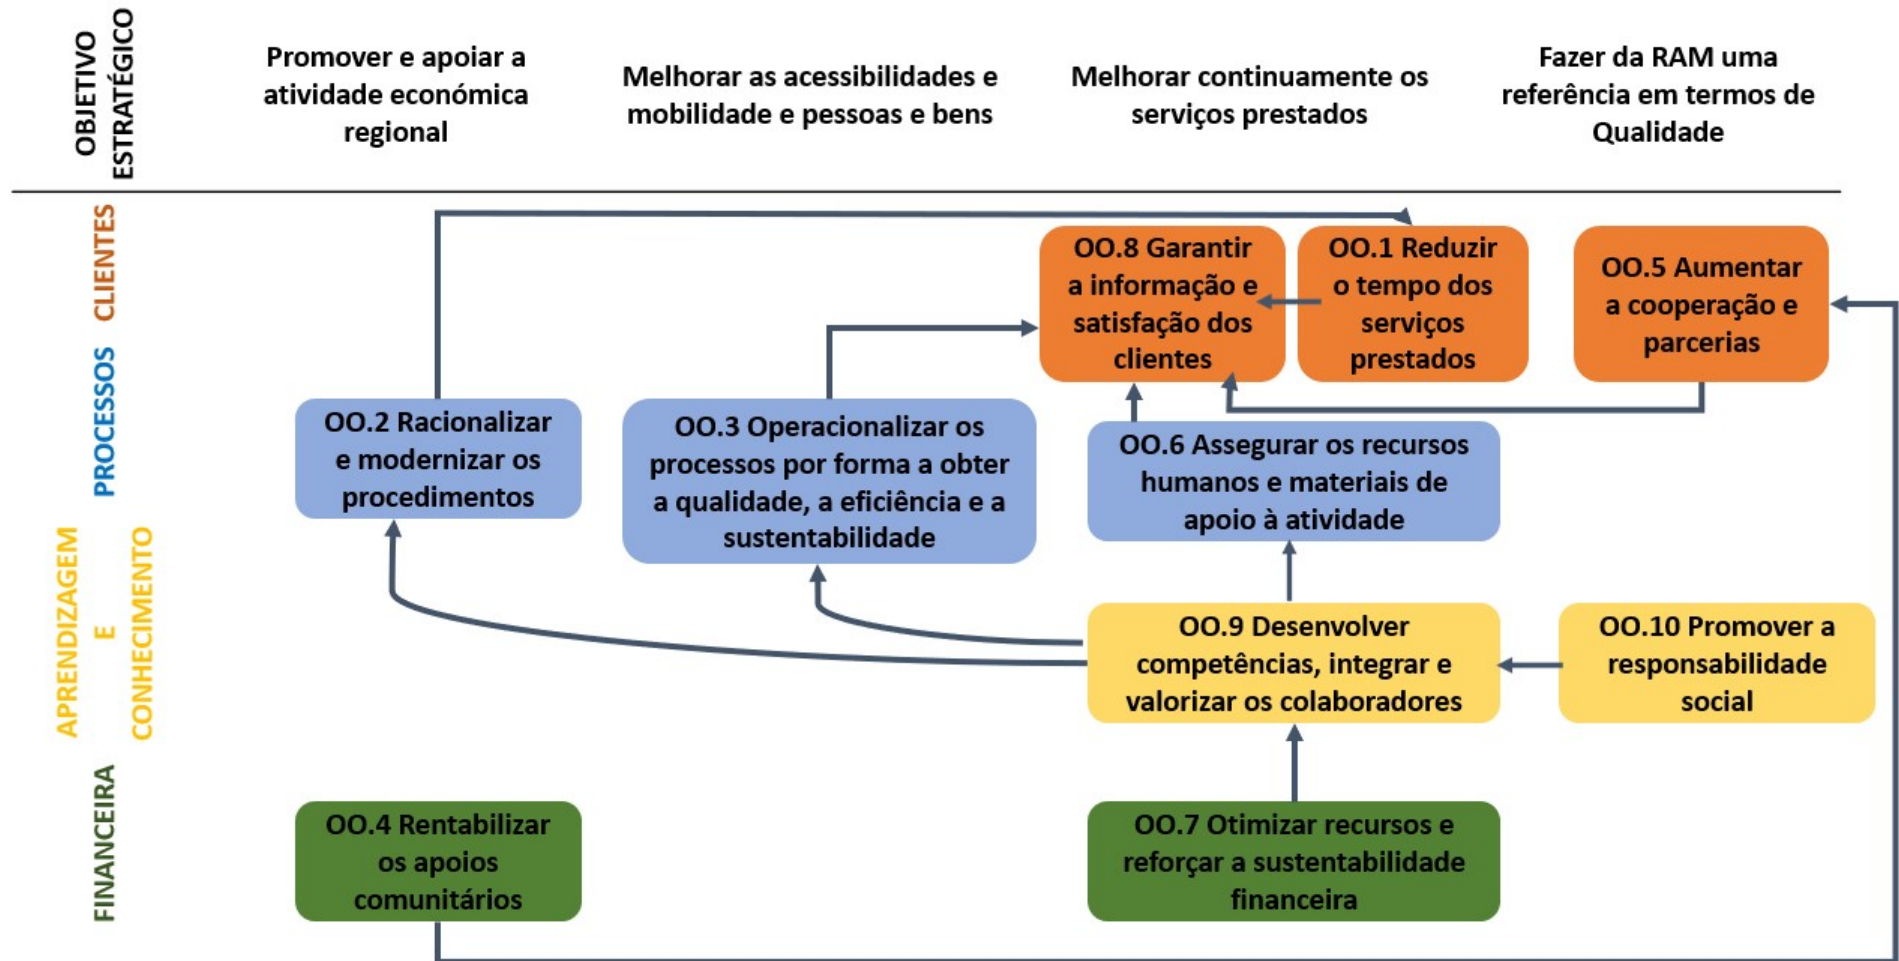 OBJETIVO
ESTRATÉGICO
Promover e apoiar a
atividade económica
regional
Melhorar as acessibilidades e
mobilidade e pessoas e bens
Melhorar continuamente os
serviços prestados
Fazer da RAM uma
referência em termos de
Qualidade
CLIENTES
OO.8 Garantir
a informação e
satisfação dos
clientes
OO.1 Reduzir
o tempo dos
serviços
prestados
OO.5 Aumentar
a cooperação e
parcerias
PROCESSOS
OO.2 Racionalizar
e modernizar os
procedimentos
OO.3 Operacionalizar os
processos por forma a obter
a qualidade, a eficiência e a
sustentabilidade
OO.6 Assegurar os recursos
humanos e materiais de
apoio à atividade
APRENDIZAGEM
E
CONHECIMENTO
OO.9 Desenvolver
competências, integrar e
valorizar os colaboradores
OO.10 Promover a
responsabilidade
social
FINANCEIRA
OO.4 Rentabilizar
os apoios
comunitários
OO.7 Otimizar recursos e
reforçar a sustentabilidade
financeira